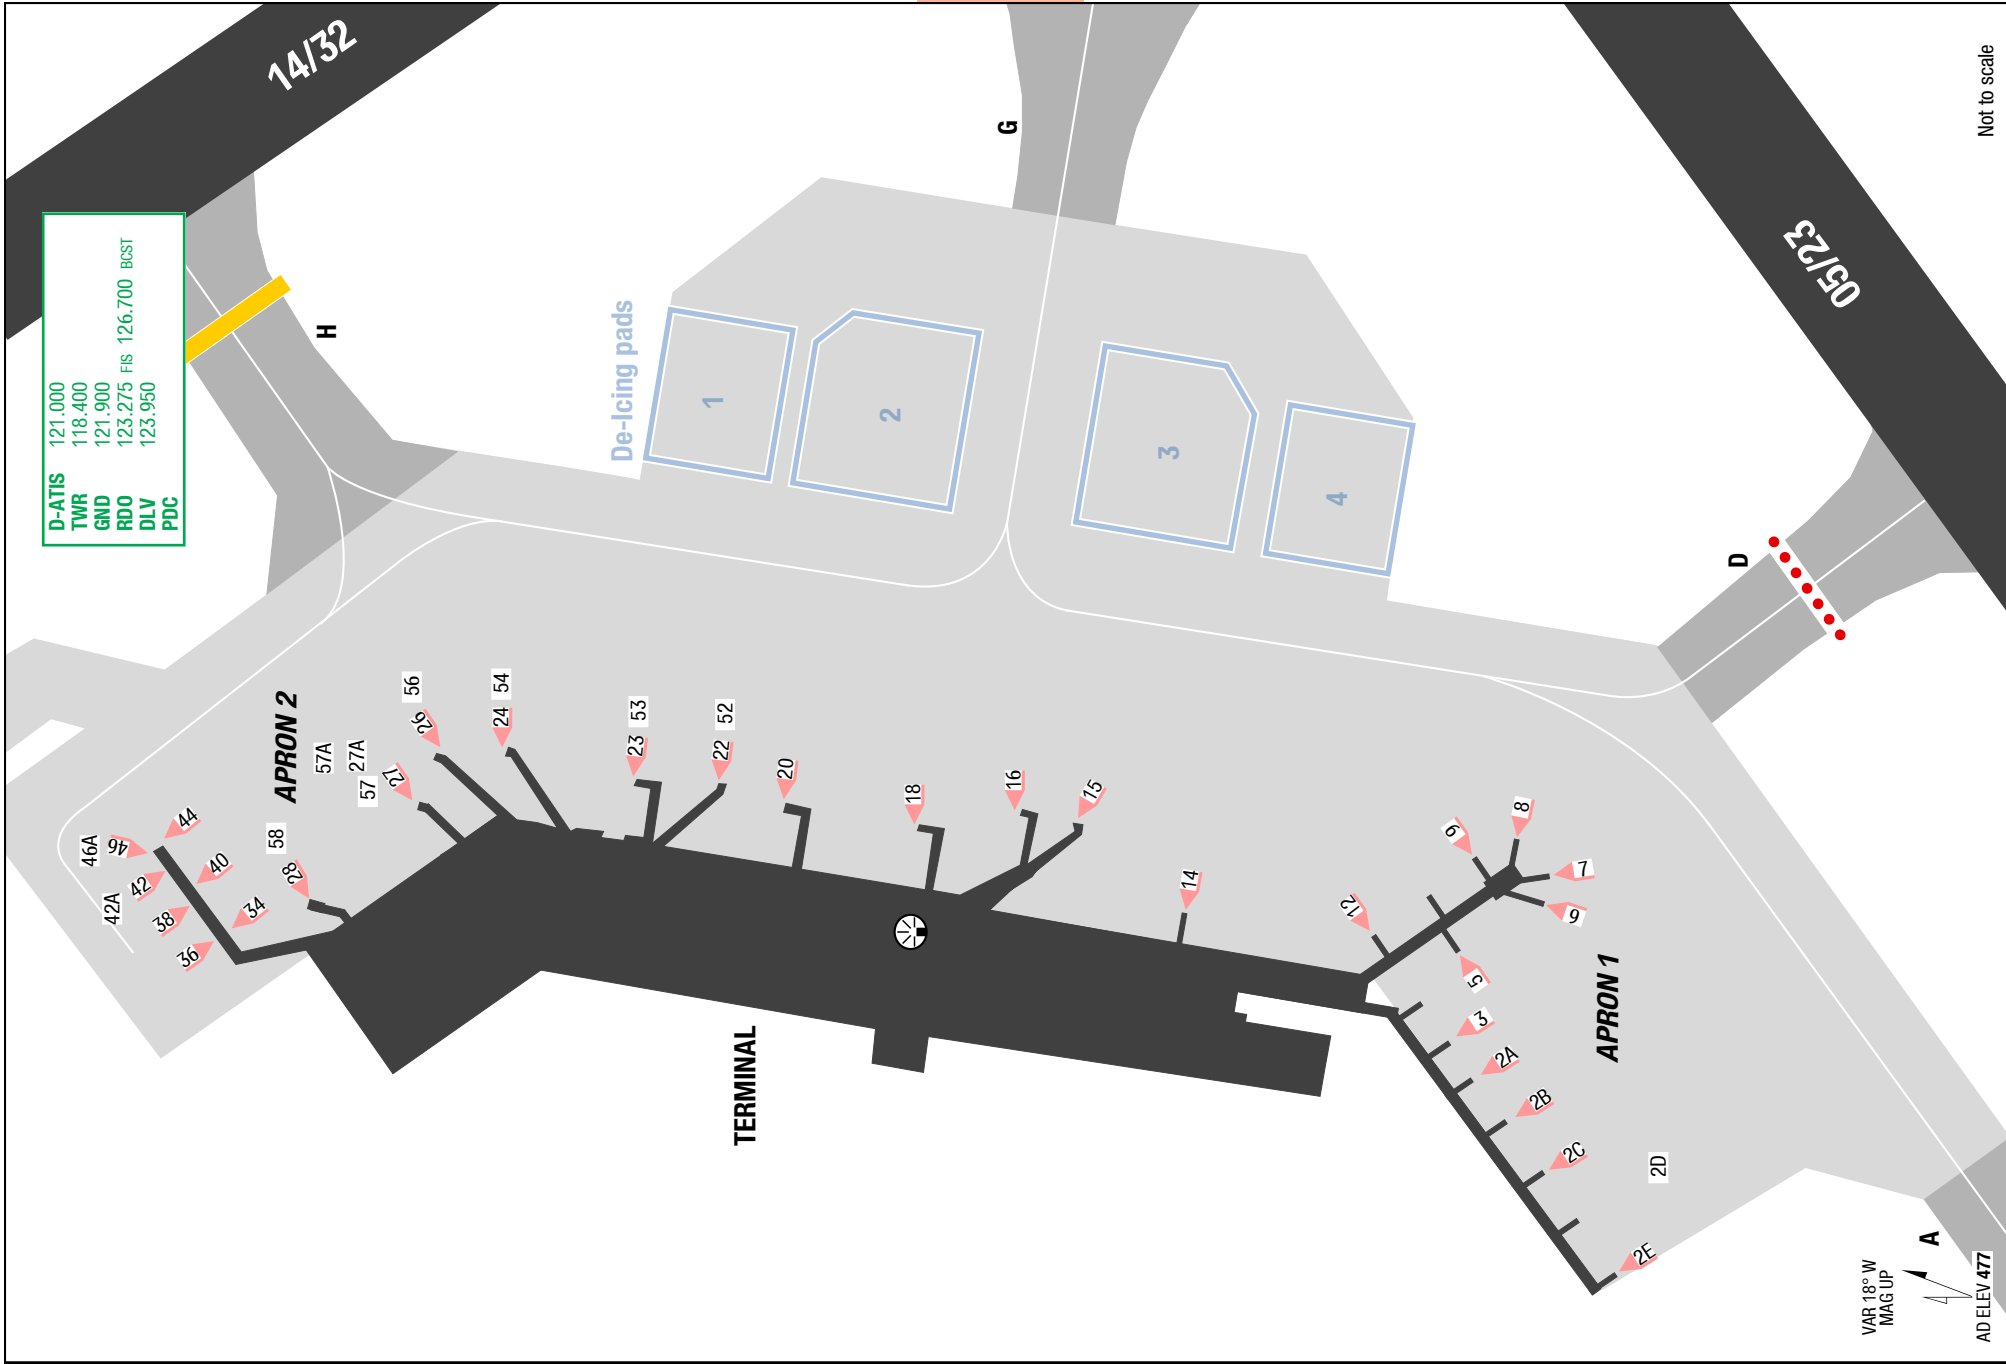 14/32
D-ATIS 121.000
TWR 118.400
GND 121.900
RDO 123.275 FIS 126.700 BCST
DLV 123.950
PDC
H
G
De-Icing pads
1
2
3
4
05/23
Not to scale
D
APRON 2
56
54
53
52
57A
27A
57
58
26
24
23
22
27
28
20
18
16
15
14
46A
46
44
42A
42
40
38
34
36
12
9
8
7
6
5
3
2A
2B
2C
2D
2E
APRON 1
TERMINAL
A
VAR 18° W
MAG UP
AD ELEV 477